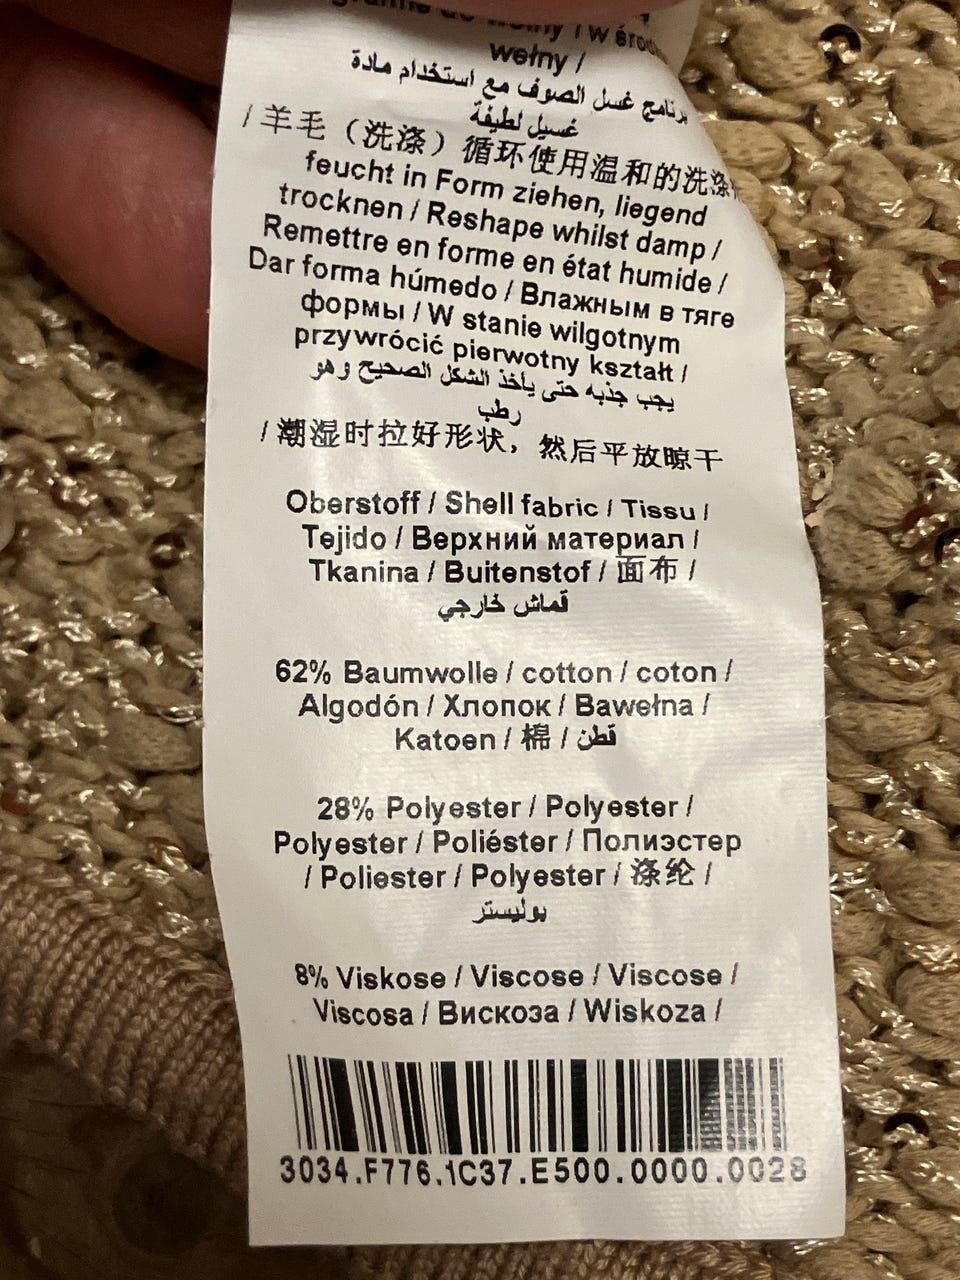 wełny /
برنامج غسل الصوف مع استخدام مادة
غسيل لطيفة
/ 羊毛（洗涤）循环使用温和的洗涤
feucht in Form ziehen, liegend
trocknen / Reshape whilst damp /
Remettre en forme en état humide /
Dar forma húmedo / Влажным в тяге
формы / W stanie wilgotnym
przywrócić pierwotny kształt /
يجب جذبه حتى يأخذ الشكل الصحيح وهو
رطب
/ 潮湿时拉好形状，然后平放晾干
Oberstoff / Shell fabric / Tissu /
Tejido / Верхний материал /
Tkanina / Buitenstof / 面布 /
قماش خارجي
62% Baumwolle / cotton / coton /
Algodón / Хлопок / Bawełna /
Katoen / 棉 / قطن
28% Polyester / Polyester /
Polyester / Poliéster / Полиэстер
/ Poliester / Polyester / 涤纶 /
بوليستر
8% Viskose / Viscose / Viscose /
Viscosa / Вискоза / Wiskoza /
3034.F776.1C37.E500.0000.0028